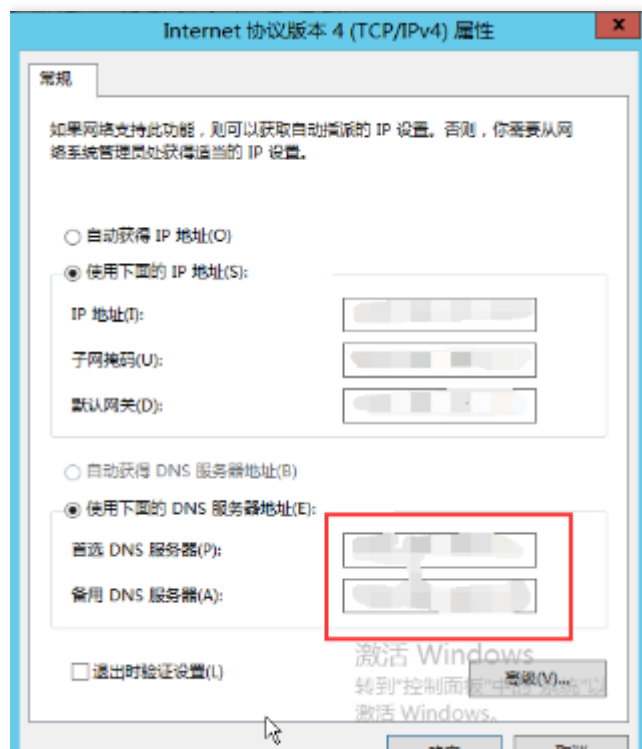 Internet 协议版本 4 (TCP/IPv4) 属性
x
常规
如果网络支持此功能，则可以获取自动指派的 IP 设置。否则，你需要从网
络系统管理员处获得适当的 IP 设置。
自动获得 IP 地址(O)
使用下面的 IP 地址(S):
IP 地址(I):
子网掩码(U):
默认网关(D):
自动获得 DNS 服务器地址(B)
使用下面的 DNS 服务器地址(E):
首选 DNS 服务器(P):
备用 DNS 服务器(A):
激活 Windows
退出时验证设置(L)
高级(V)...
转到"控制面板"中的"系统"以
激活 Windows。